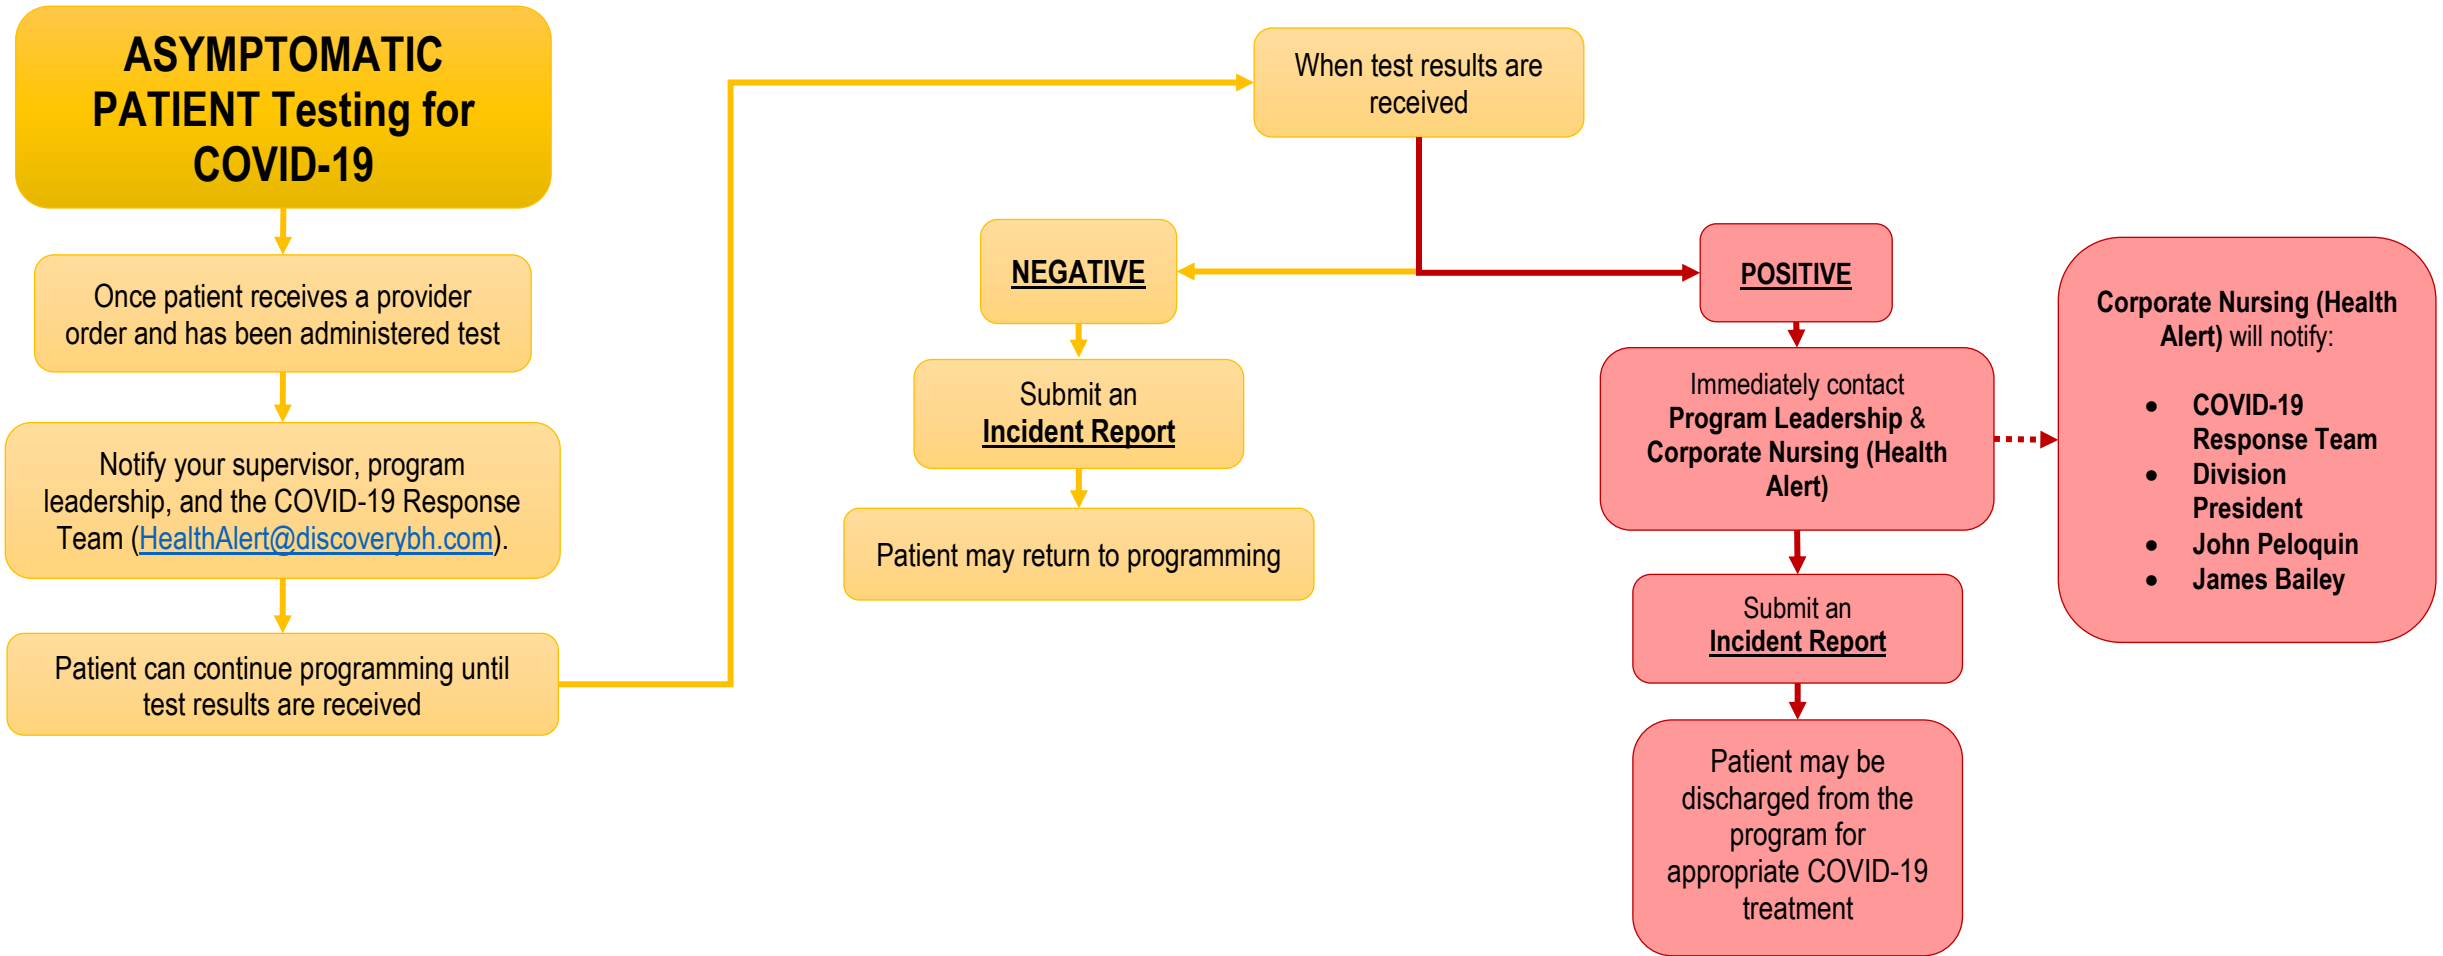 ASYMPTOMATIC
PATIENT Testing for
COVID-19
Once patient receives a provider
order and has been administered test
Notify your supervisor, program
leadership, and the COVID-19 Response
Team (HealthAlert@discoverybh.com).
Patient can continue programming until
test results are received
When test results are
received
NEGATIVE
Submit an
Incident Report
Patient may return to programming
POSITIVE
Immediately contact
Program Leadership &
Corporate Nursing (Health
Alert)
Submit an
Incident Report
Patient may be
discharged from the
program for
appropriate COVID-19
treatment
Corporate Nursing (Health
Alert) will notify:
• COVID-19
Response Team
• Division
President
• John Peloquin
• James Bailey